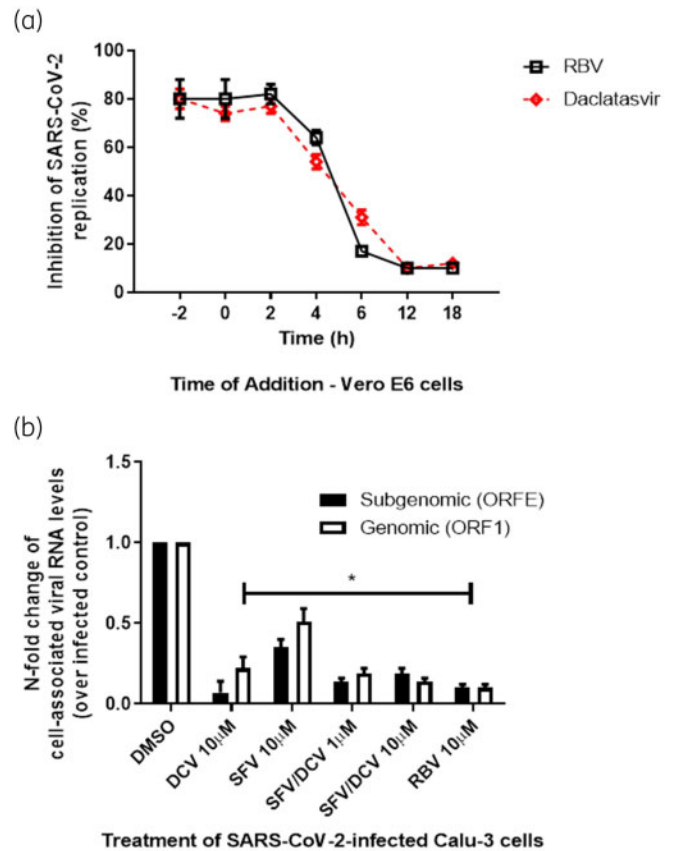 (a)
Inhibition of SARS-CoV-2
replication (%)
100
80
60
40
20
0
-2 0 2 4 6 12 18
Time (h)
RBV
Daclatasvir
Time of Addition - Vero E6 cells
(b)
N-fold change of
cell-associated viral RNA levels
(over infected control)
1.5
1.0
0.5
0.0
Subgenomic (ORFE)
Genomic (ORF1)
*
DMSO
DCV 10µM
SFV 10µM
SFV/DCV 1µM
SFV/DCV 10µM
RBV 10µM
Treatment of SARS-CoV-2-infected Calu-3 cells